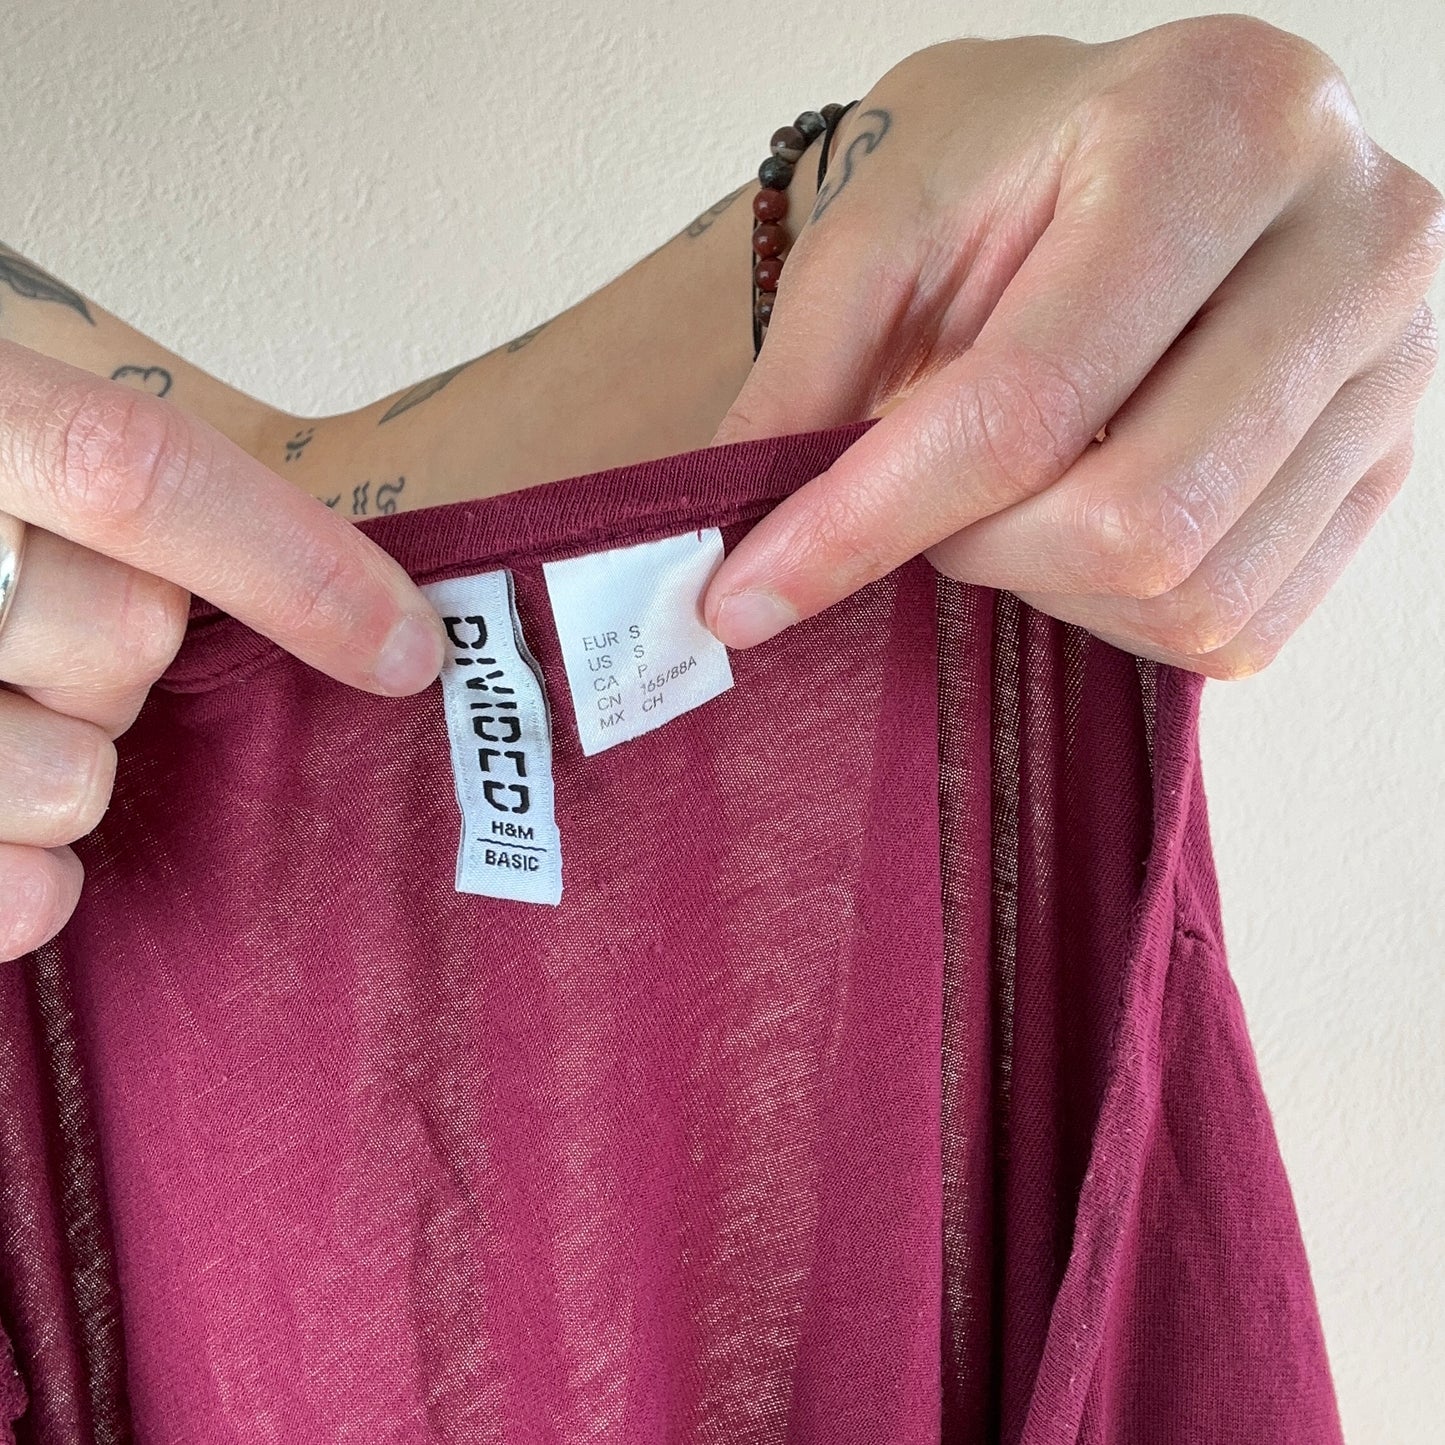 DIVIDED
H&M
BASIC
EUR S
US S
CA P
CN 165/88A
MX CH